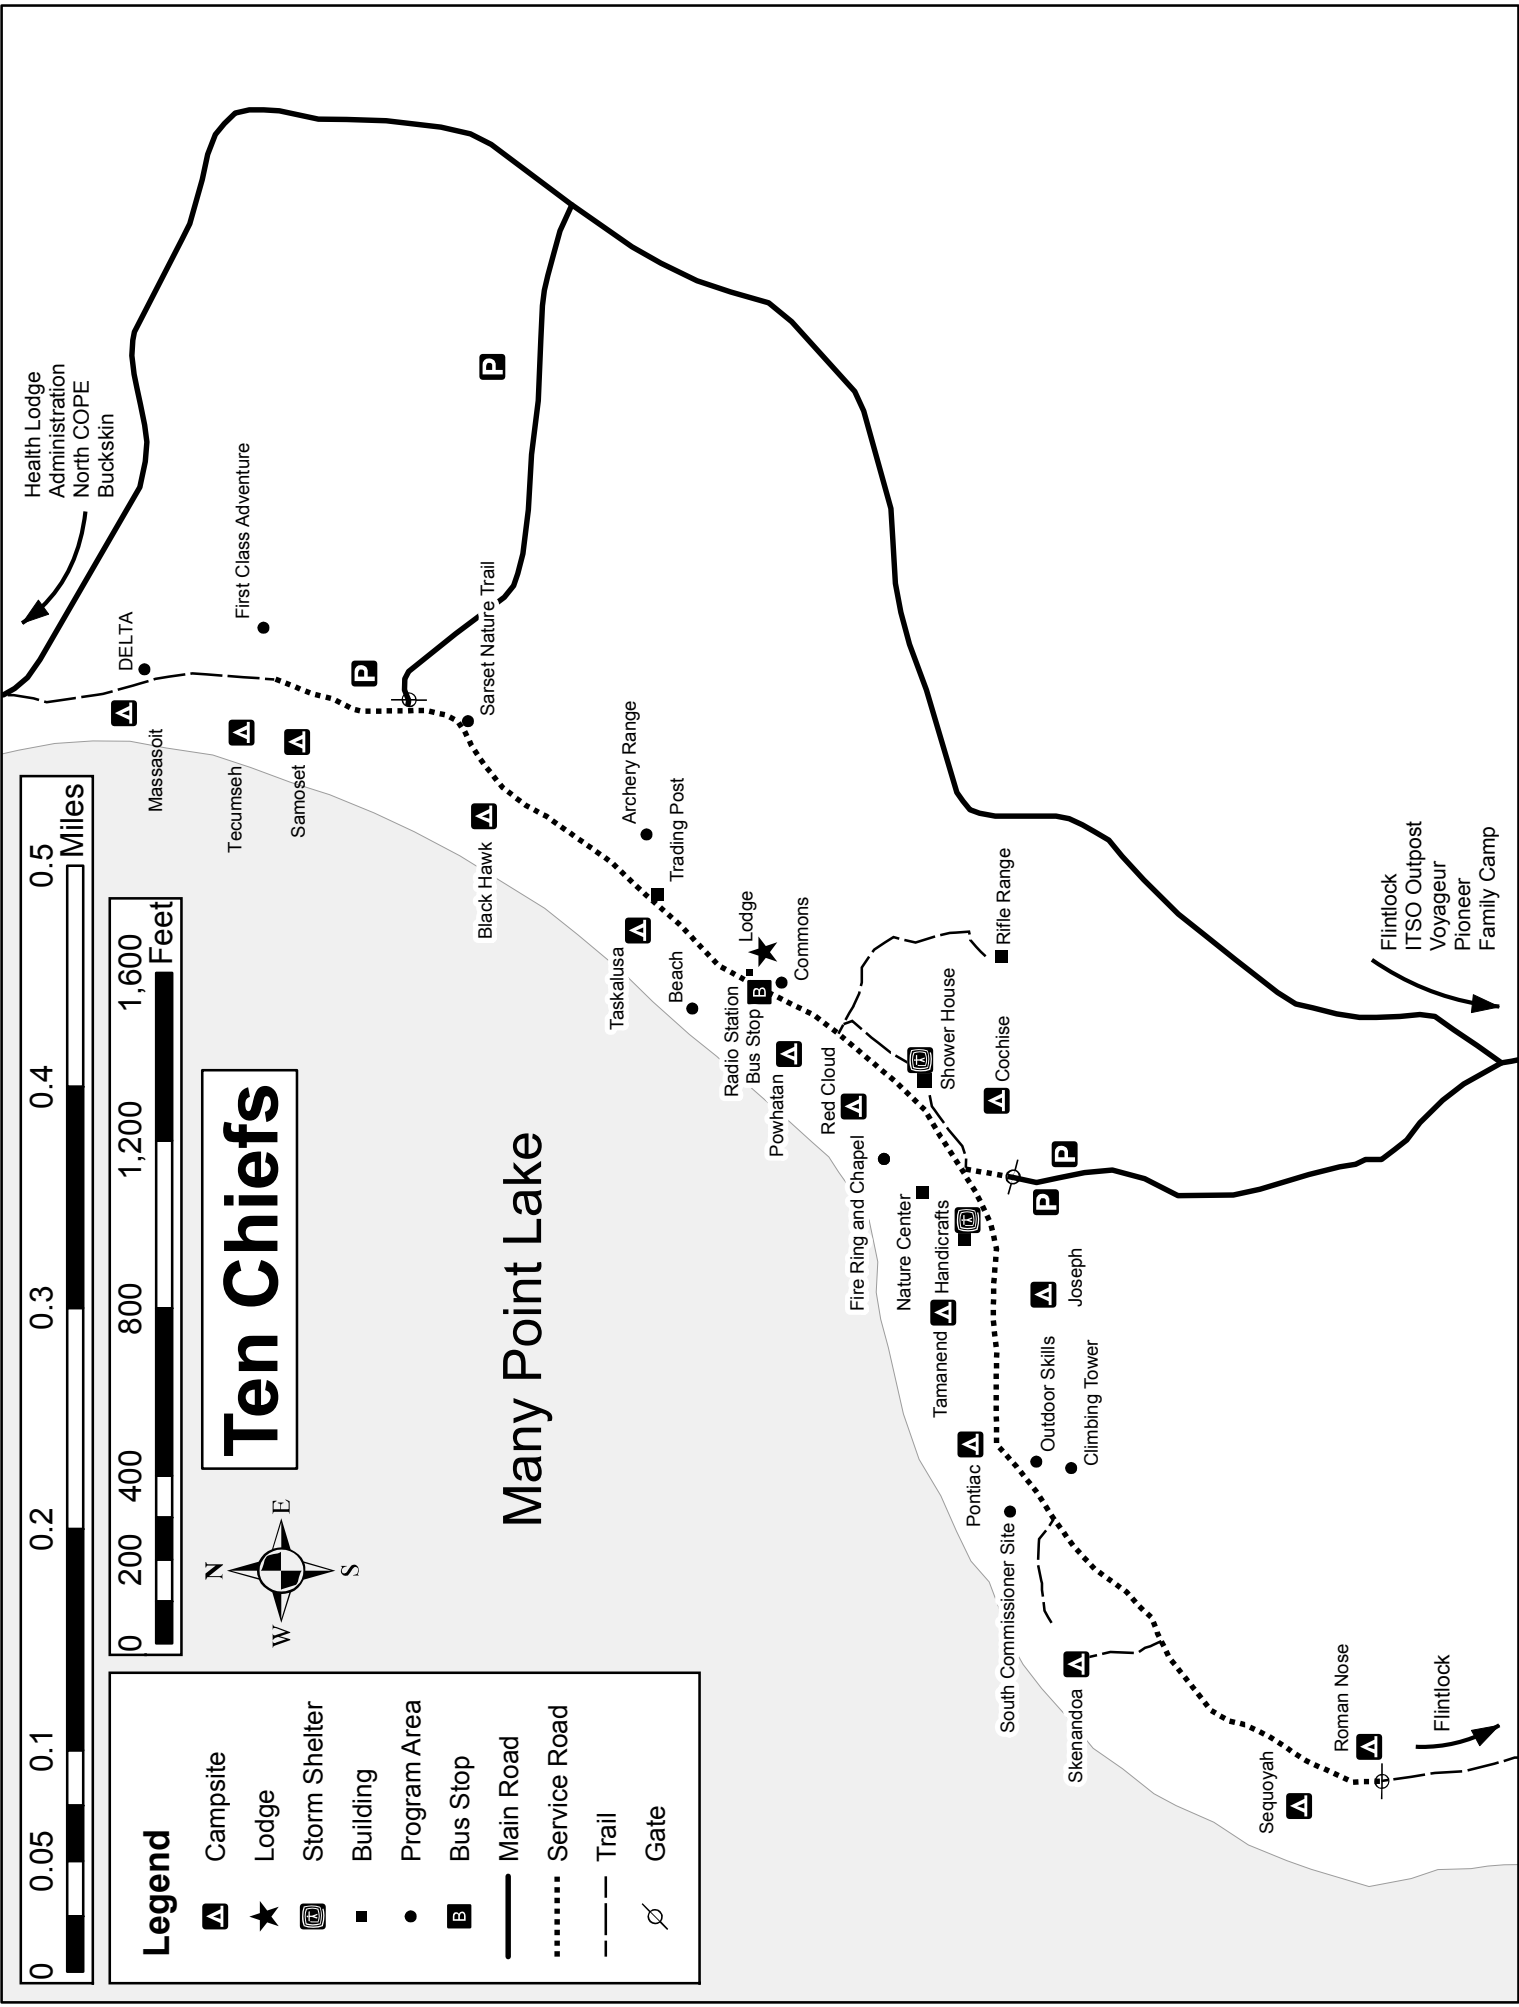 Ten Chiefs
Many Point Lake
0 0.05 0.1 0.2 0.3 0.4 0.5
Miles
0 200 400 800 1,200 1,600
Feet
N
W E
S
Legend
Campsite
Lodge
Storm Shelter
Building
Program Area
B Bus Stop
Main Road
Service Road
Trail
Gate
Health Lodge
Administration
North COPE
Buckskin
DELTA
Massasoit
First Class Adventure
Tecumseh
Samoset
P
P
Sarset Nature Trail
Black Hawk
Archery Range
Trading Post
Taskalusa
Beach
Lodge
Radio Station
Bus Stop
B
Commons
Powhatan
Red Cloud
Rifle Range
Shower House
Cochise
Fire Ring and Chapel
Nature Center
Handicrafts
P
P
Tamanend
Joseph
Pontiac
Outdoor Skills
Climbing Tower
South Commissioner Site
Skenandoa
Sequoyah
Roman Nose
Flintlock
Flintlock
ITSO Outpost
Voyageur
Pioneer
Family Camp